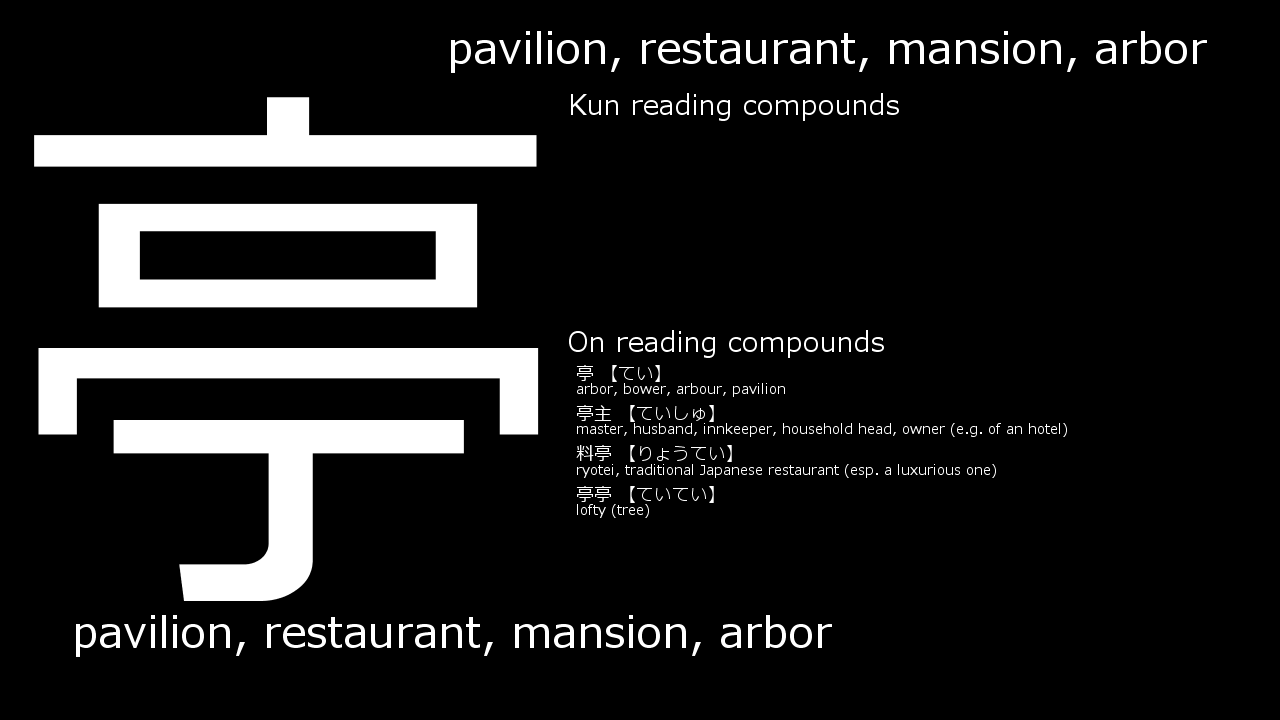 pavilion, restaurant, mansion, arbor
亭
Kun reading compounds
On reading compounds
亭 【てい】
arbor, bower, arbour, pavilion
亭主 【ていしゅ】
master, husband, innkeeper, household head, owner (e.g. of an hotel)
料亭 【りょうてい】
ryotei, traditional Japanese restaurant (esp. a luxurious one)
亭亭 【ていてい】
lofty (tree)
pavilion, restaurant, mansion, arbor